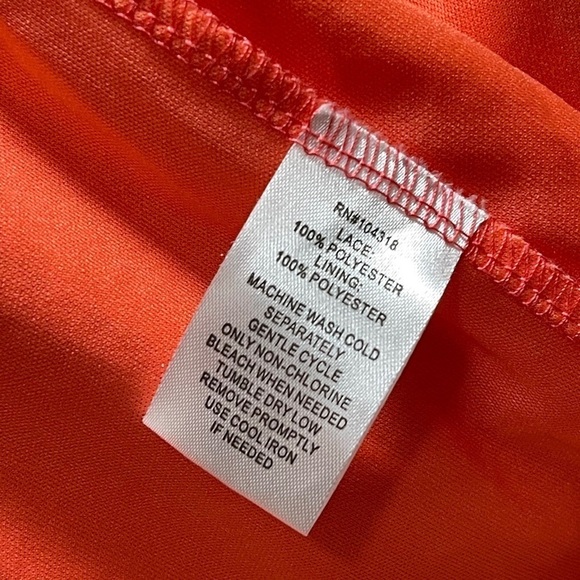 RN#104318
LACE:
100% POLYESTER
LINING:
100% POLYESTER
MACHINE WASH COLD
SEPARATELY
GENTLE CYCLE
ONLY NON-CHLORINE
BLEACH WHEN NEEDED
TUMBLE DRY LOW
REMOVE PROMPTLY
USE COOL IRON
IF NEEDED